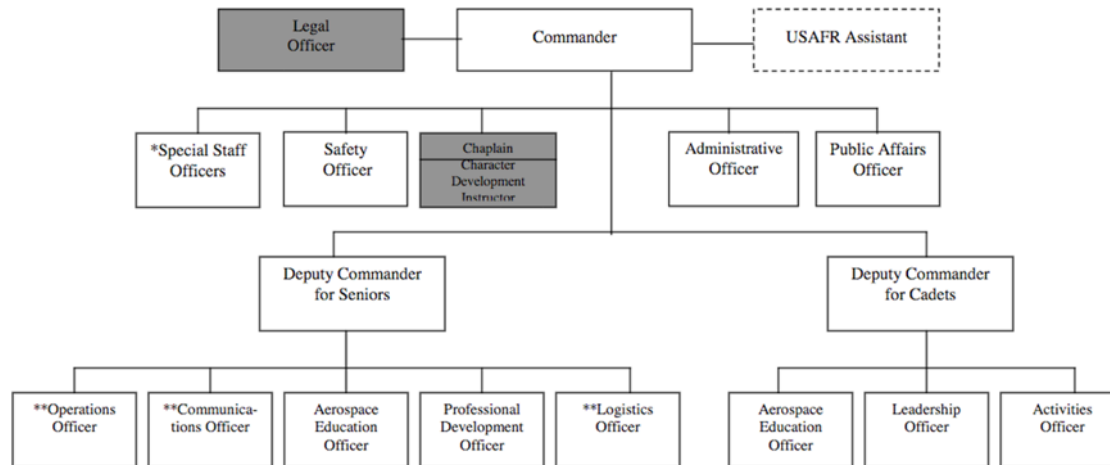 Legal
Officer
Commander
USAFR Assistant
*Special Staff
Officers
Safety
Officer
Chaplain
Character
Development
Instructor
Administrative
Officer
Public Affairs
Officer
Deputy Commander
for Seniors
Deputy Commander
for Cadets
**Operations
Officer
**Communica-
tions Officer
Aerospace
Education
Officer
Professional
Development
Officer
**Logistics
Officer
Aerospace
Education
Officer
Leadership
Officer
Activities
Officer